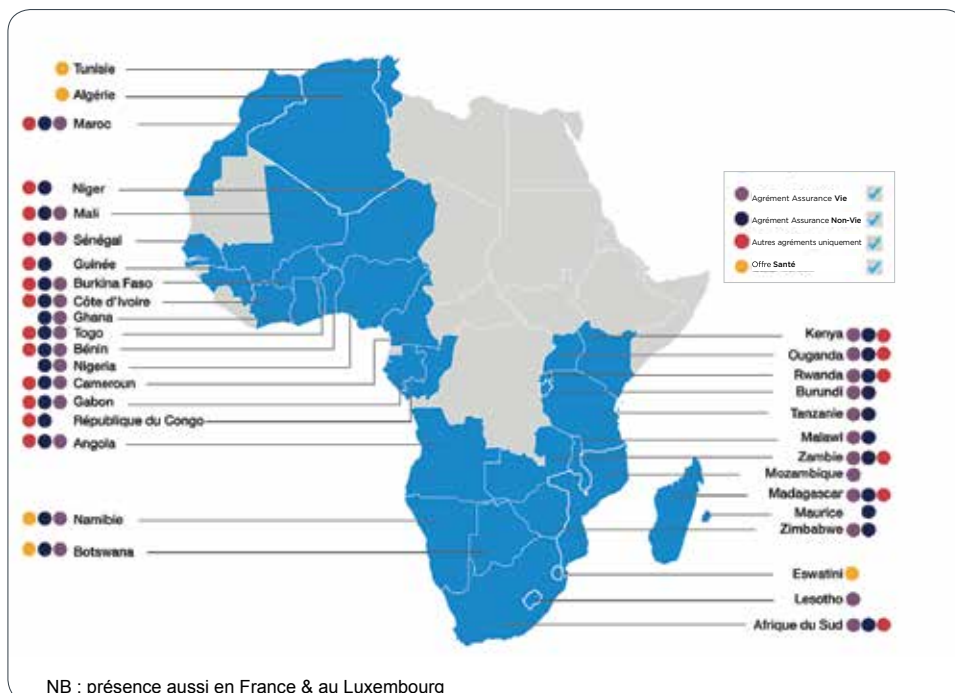 Tunisie
Algérie
Maroc
Niger
Mali
Sénégal
Guinée
Burkina Faso
Côte d'Ivoire
Ghana
Togo
Bénin
Nigeria
Cameroun
Gabon
République du Congo
Angola
Namibie
Botswana
Agrément Assurance Vie
Agrément Assurance Non-Vie
Autres agréments uniquement
Offre Santé
Kenya
Ouganda
Rwanda
Burundi
Tanzanie
Malawi
Zambie
Mozambique
Madagascar
Maurice
Zimbabwe
Eswatini
Lesotho
Afrique du Sud
NB : présence aussi en France & au Luxembourg